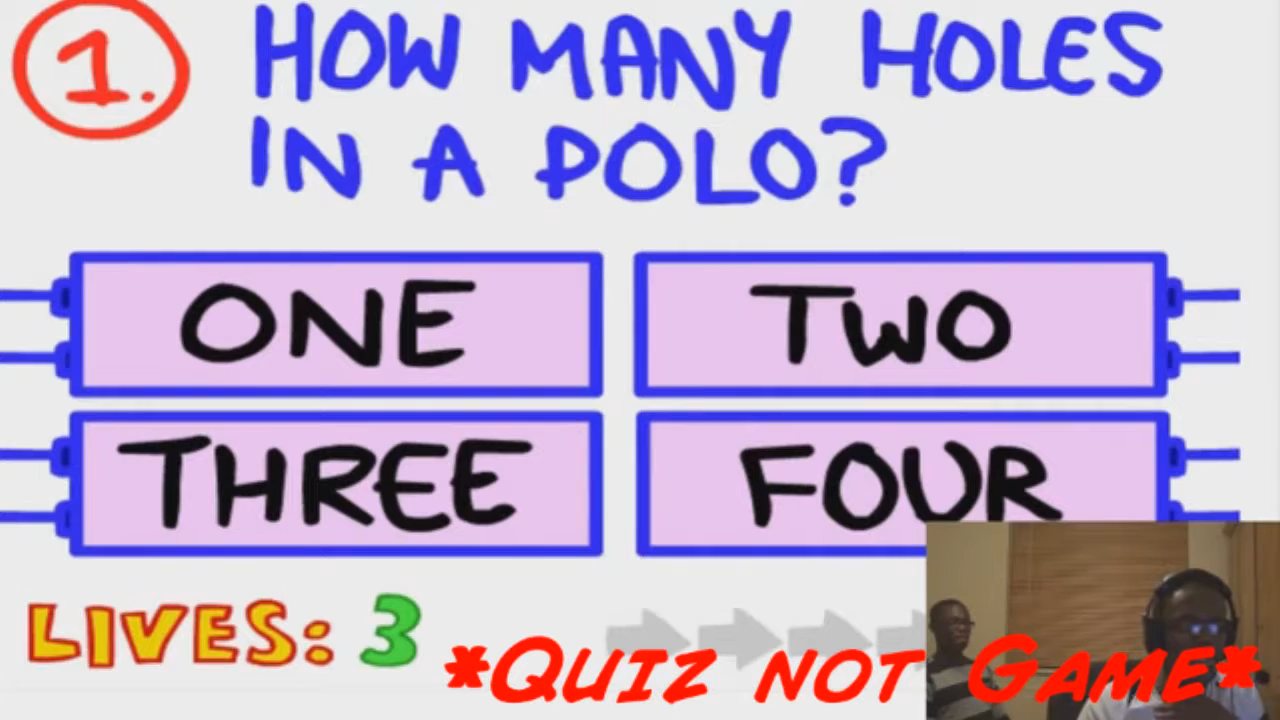 1. HOW MANY HOLES
IN A POLO?
ONE
TWO
THREE
FOUR
LIVES: 3
*QUIZ NOT GAME*